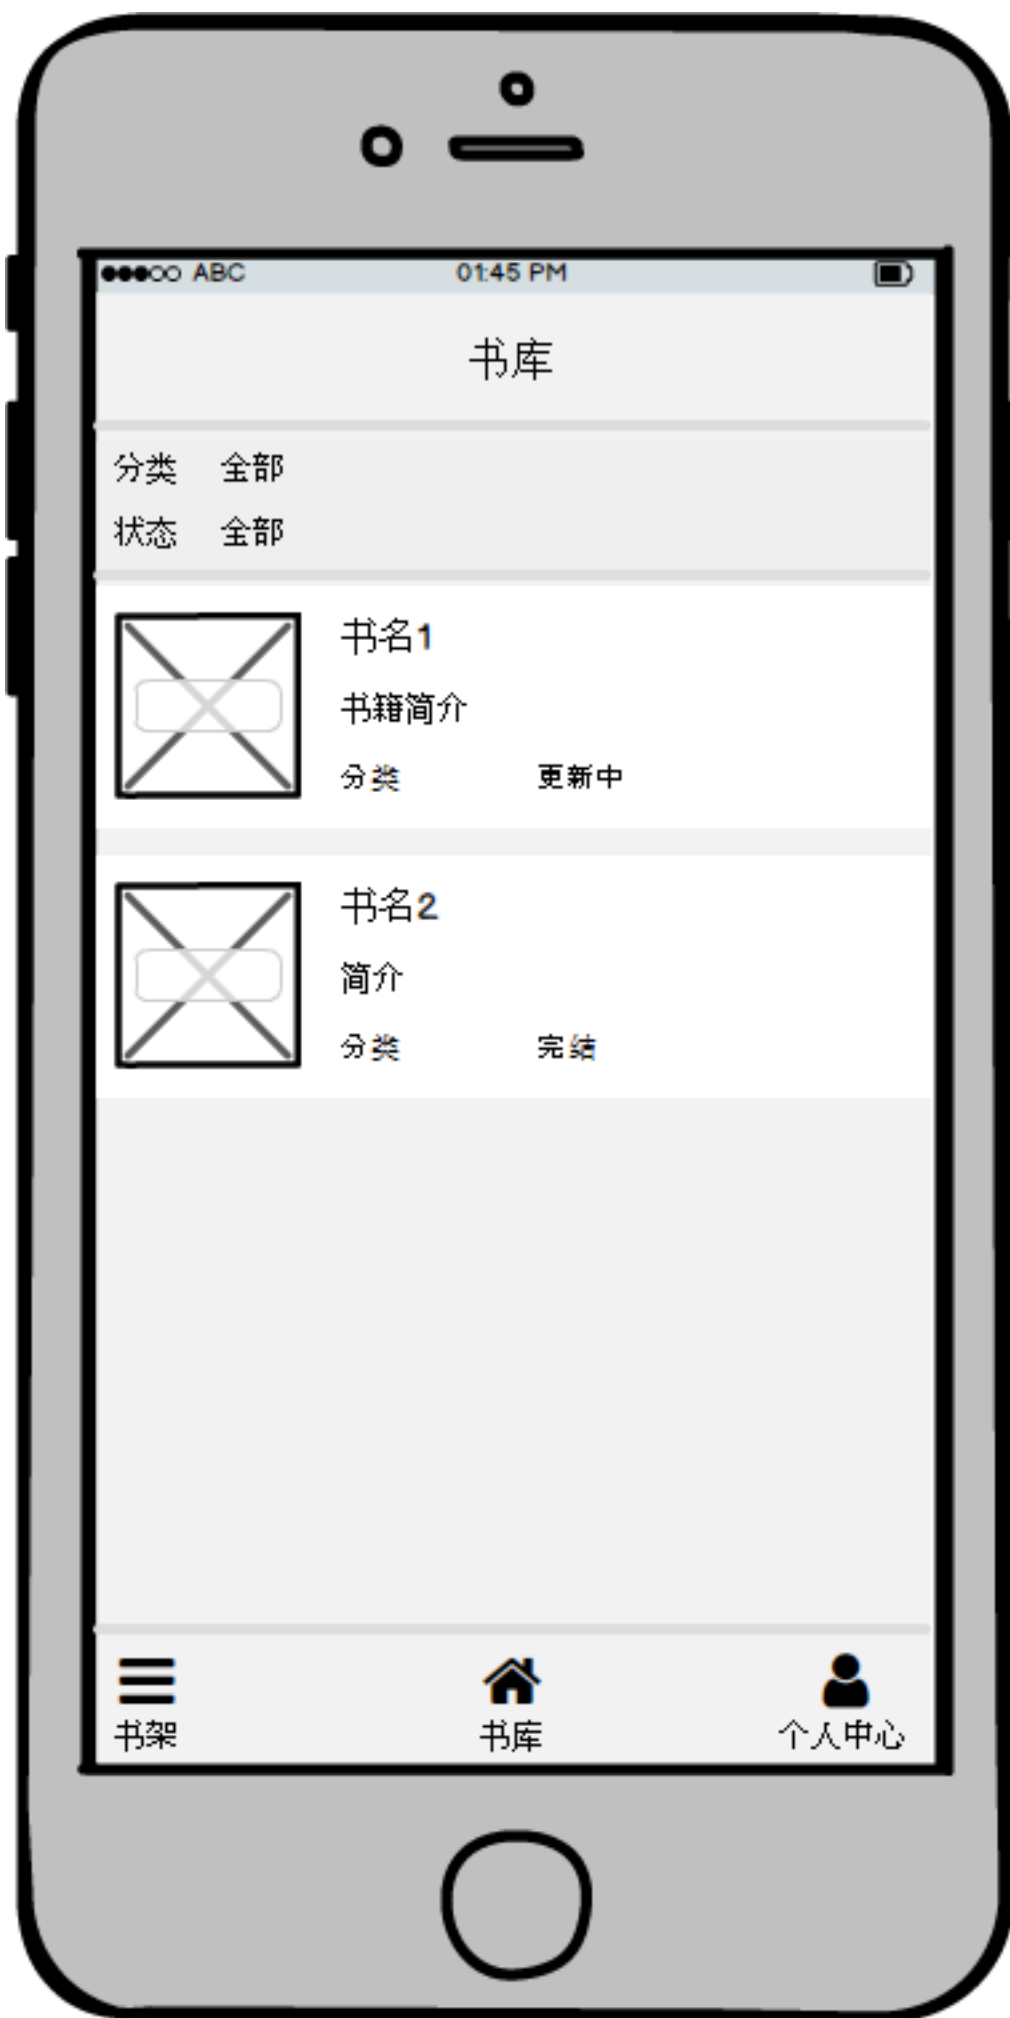 ABC 01:45 PM
书库
分类 全部
状态 全部
书名1
书籍简介
分类 更新中
书名2
简介
分类 完结
书架 书库 个人中心